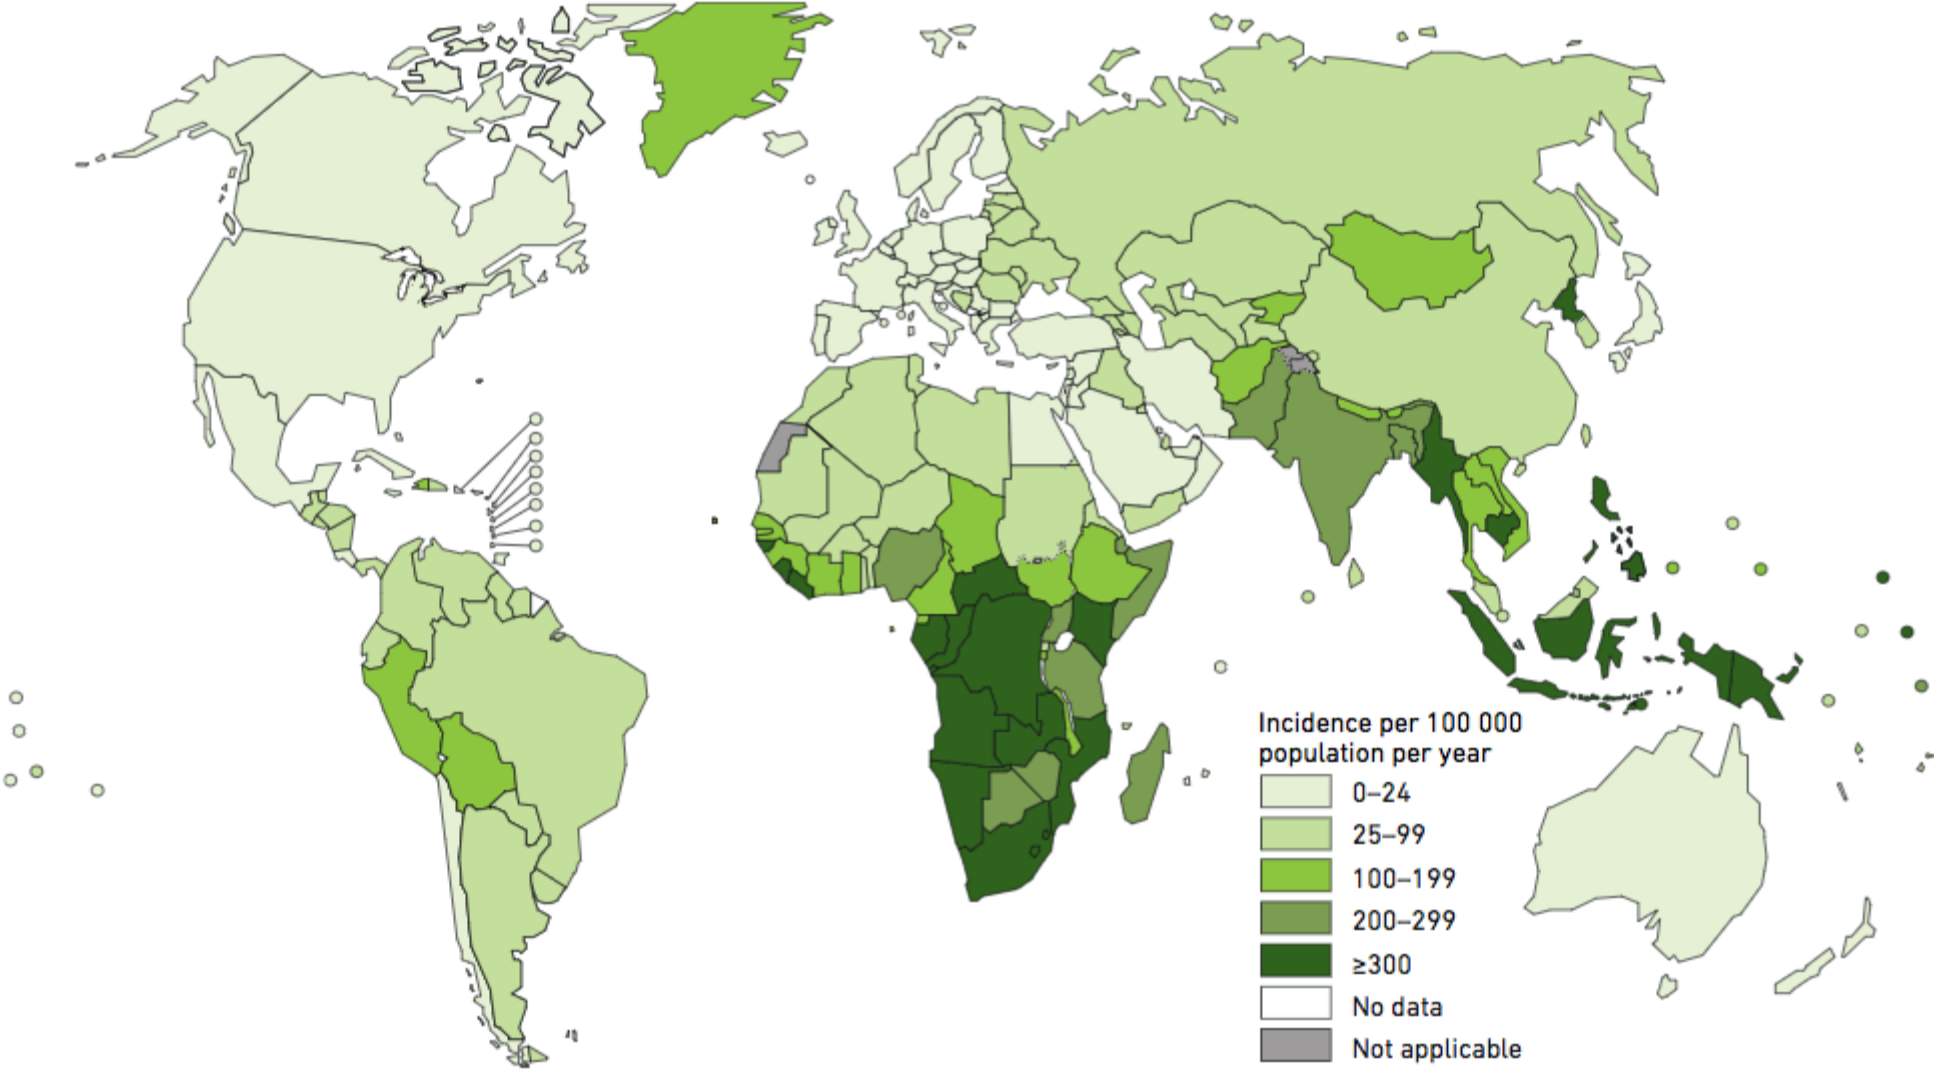 Incidence per 100 000
population per year
0–24
25–99
100–199
200–299
≥300
No data
Not applicable